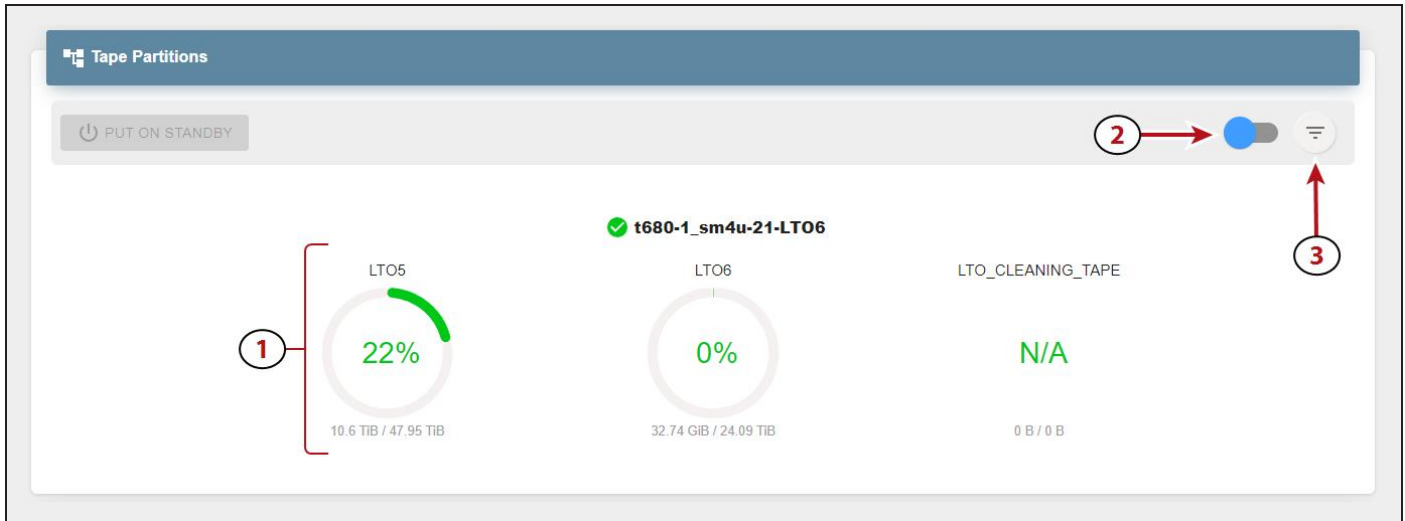 Tape Partitions
PUT ON STANDBY
2
3
t680-1_sm4u-21-LTO6
LTO5
LTO6
LTO_CLEANING_TAPE
1
22%
0%
N/A
10.6 TiB / 47.95 TiB
32.74 GiB / 24.09 TiB
0 B / 0 B